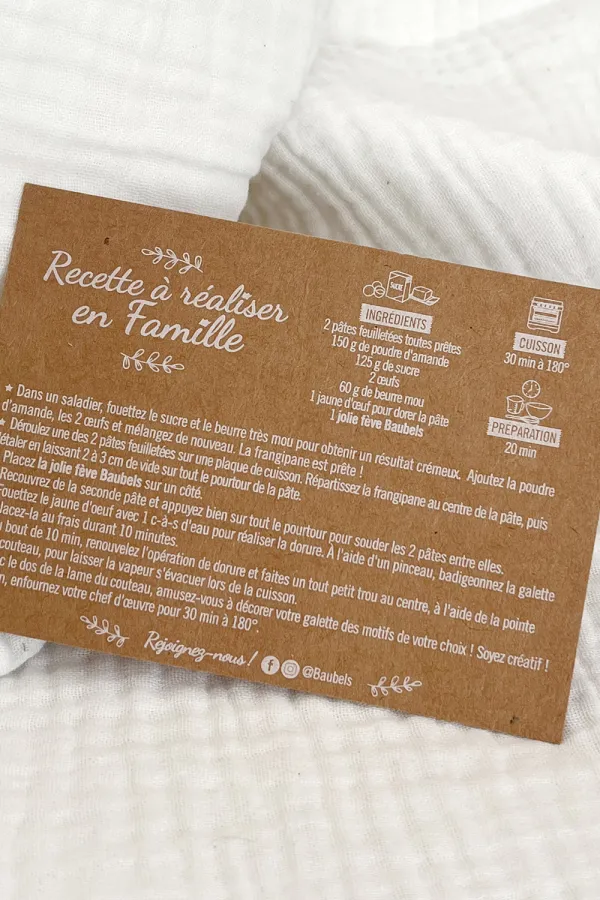 Recette à réaliser
en Famille
INGRÉDIENTS
2 pâtes feuilletées toutes prêtes
150 g de poudre d'amande
125 g de sucre
2 œufs
60 g de beurre mou
1 jaune d'œuf pour dorer la pâte
1 jolie fève Baubels
CUISSON
30 min à 180°
PRÉPARATION
20 min
★ Dans un saladier, fouettez le sucre et le beurre très mou pour obtenir un résultat crémeux. Ajoutez la poudre
d'amande, les 2 œufs et mélangez de nouveau. La frangipane est prête !
★ Déroulez une des 2 pâtes feuilletées sur une plaque de cuisson. Répartissez la frangipane au centre de la pâte, puis
étaler en laissant 2 à 3 cm de vide sur tout le pourtour de la pâte.
Placez la jolie fève Baubels sur un côté.
Recouvrez de la seconde pâte et appuyez bien sur tout le pourtour pour souder les 2 pâtes entre elles.
Fouettez le jaune d'oeuf avec 1 c-à-s d'eau pour réaliser la dorure. À l'aide d'un pinceau, badigeonnez la galette
lacez-la au frais durant 10 minutes.
u bout de 10 min, renouvelez l'opération de dorure et faites un tout petit trou au centre, à l'aide de la pointe
couteau, pour laisser la vapeur s'évacuer lors de la cuisson.
c le dos de la lame du couteau, amusez-vous à décorer votre galette des motifs de votre choix ! Soyez créatif !
n, enfournez votre chef d'œuvre pour 30 min à 180°.
Rejoignez-nous ! @Baubels